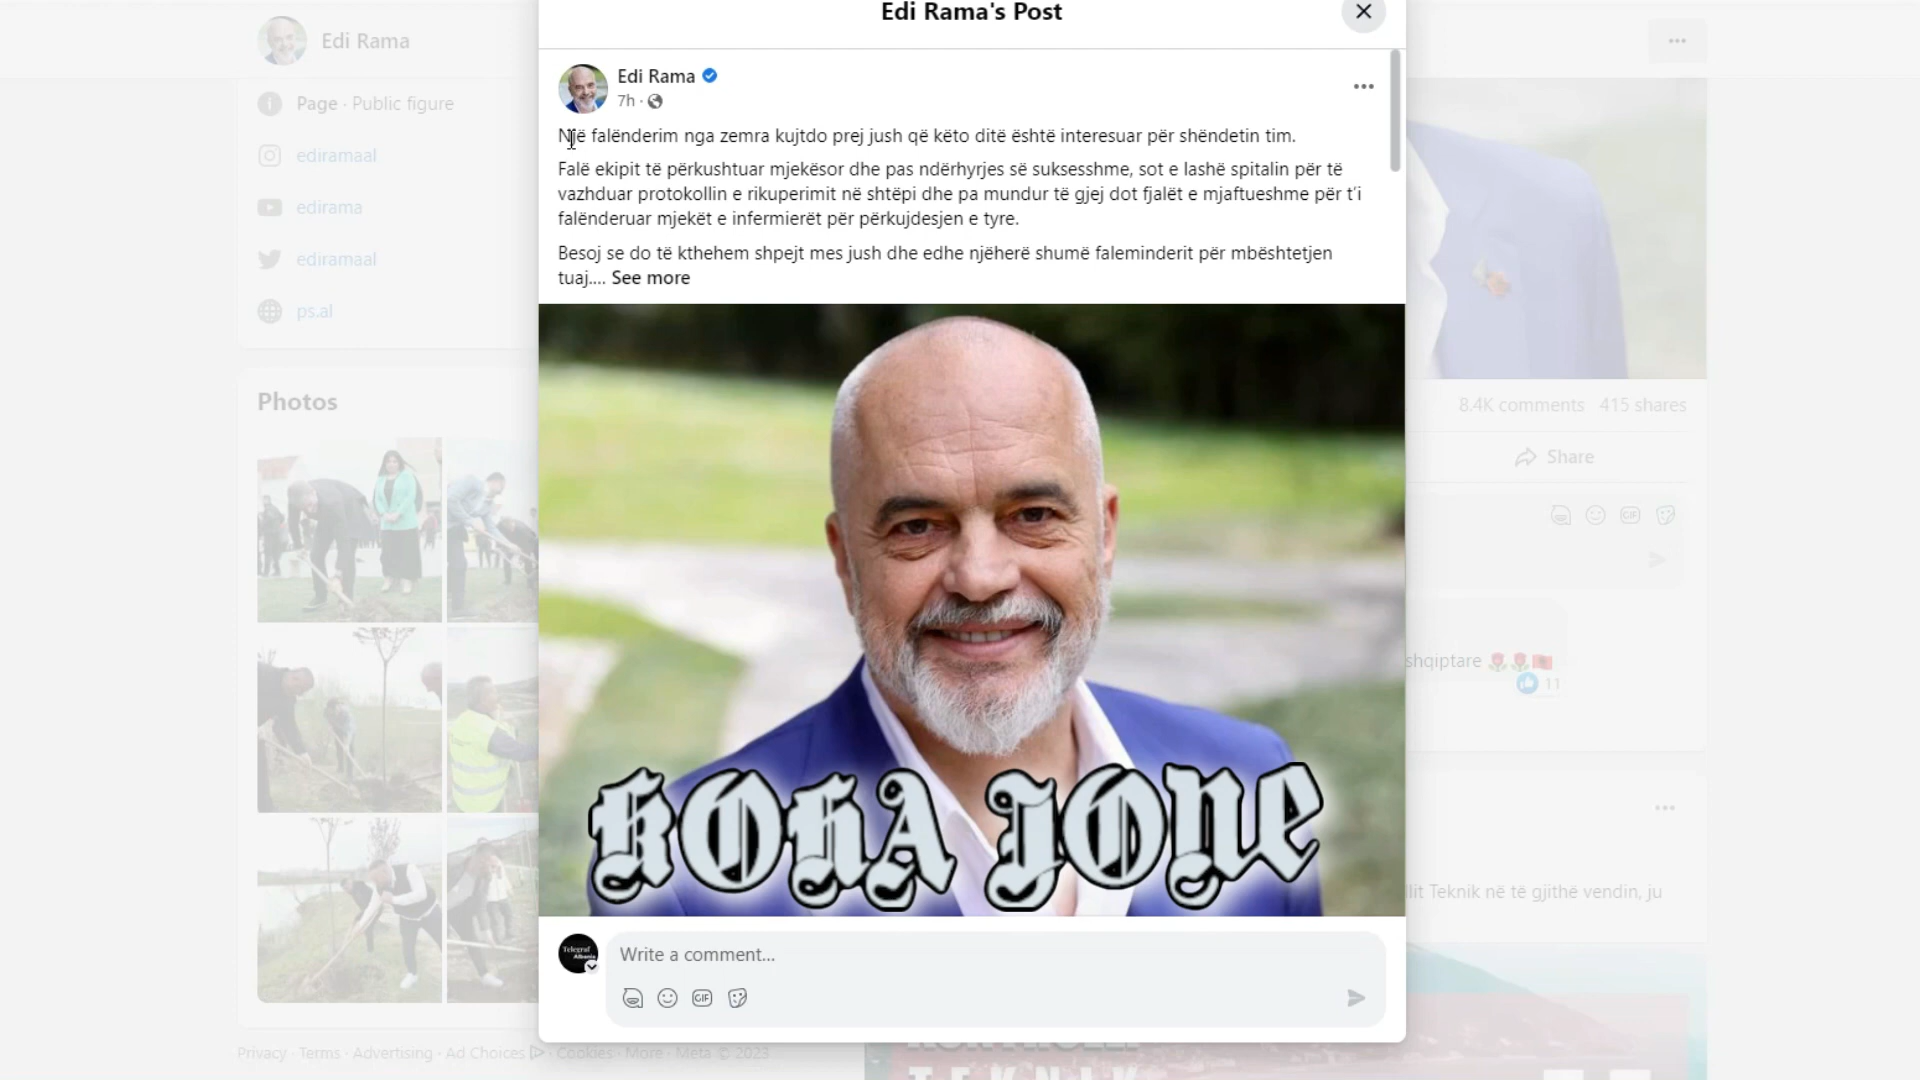 Edi Rama's Post
Edi Rama
7h
Një falënderim nga zemra kujtdo prej jush që këto ditë është interesuar për shëndetin tim.
Falë ekipit të përkushtuar mjekësor dhe pas ndërhyrjes së suksesshme, sot e lashë spitalin për të
vazhduar protokollin e rikuperimit në shtëpi dhe pa mundur të gjej dot fjalët e mjaftueshme për t'i
falënderuar mjekët e infermierët për përkujdesjen e tyre.
Besoj se do të kthehem shpejt mes jush dhe edhe njëherë shumë faleminderit për mbështetjen
tuaj.... See more
KOHA JONE
Telegraf
Albania
Write a comment...
GIF
Edi Rama
Page · Public figure
ediramaal
edirama
ediramaal
ps.al
Photos
Privacy · Terms · Advertising · Ad Choices · Cookies · More · Meta © 2023
8.4K comments 415 shares
Share
GIF
shqiptare
11
Teknik në të gjithë vendin, ju
TEKNIK